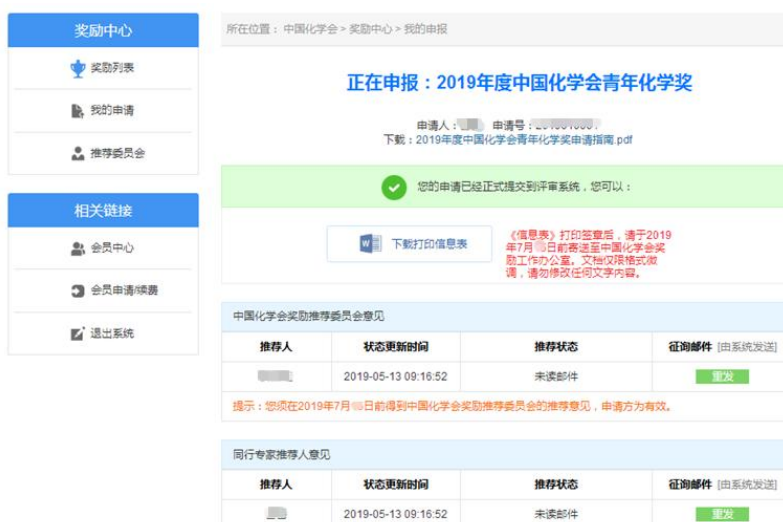 奖励中心
奖励列表
我的申请
推荐委员会
相关链接
会员中心
会员申请/续费
退出系统
所在位置： 中国化学会 > 奖励中心 > 我的申报
正在申报：2019年度中国化学会青年化学奖
申请人： 申请号：
下载：2019年度中国化学会青年化学奖申请指南.pdf
您的申请已经正式提交到评审系统，您可以：
下载打印信息表
《信息表》打印签章后，请于2019
年7月 日前寄送至中国化学会奖
励工作办公室。文档仅限格式微
调，请勿修改任何文字内容。
中国化学会奖励推荐委员会意见
推荐人 状态更新时间 推荐状态 征询邮件 [由系统发送]
2019-05-13 09:16:52 未读邮件 重发
提示：您须在2019年7月 日前得到中国化学会奖励推荐委员会的推荐意见，申请方为有效。
同行专家推荐人意见
推荐人 状态更新时间 推荐状态 征询邮件 [由系统发送]
2019-05-13 09:16:52 未读邮件 重发